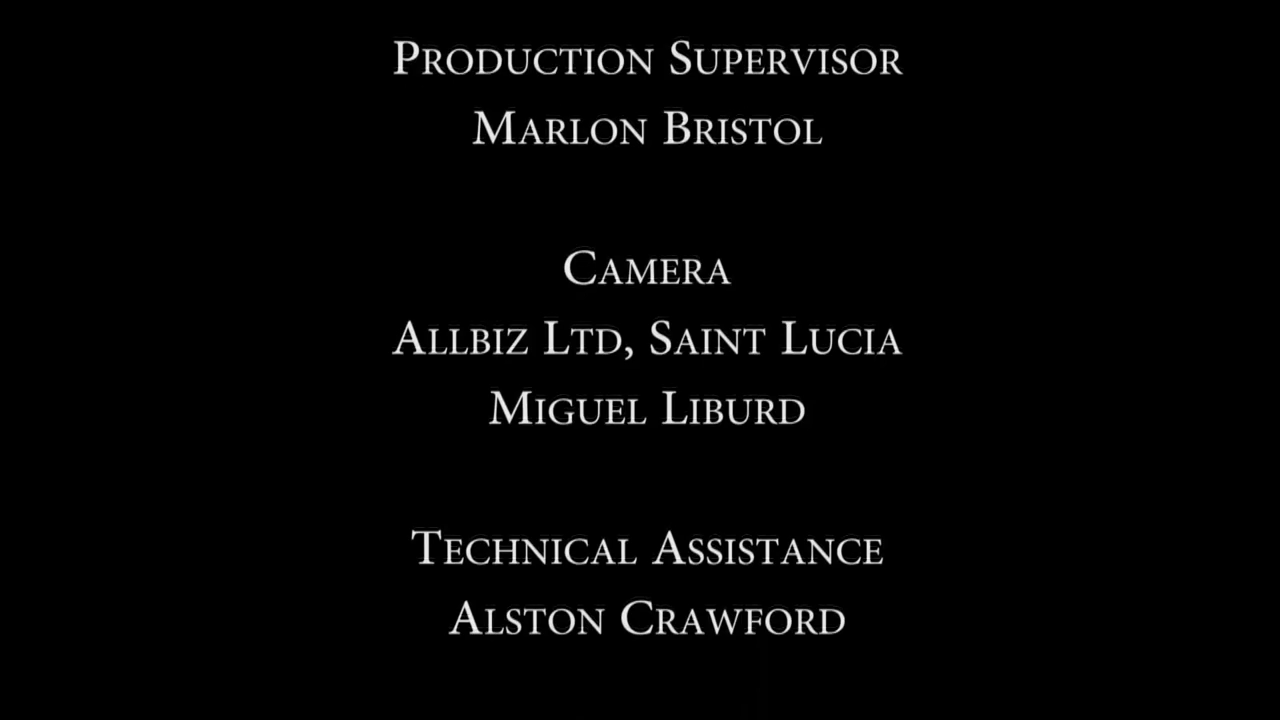 Production Supervisor
Marlon Bristol
Camera
Allbiz Ltd, Saint Lucia
Miguel Liburd
Technical Assistance
Alston Crawford